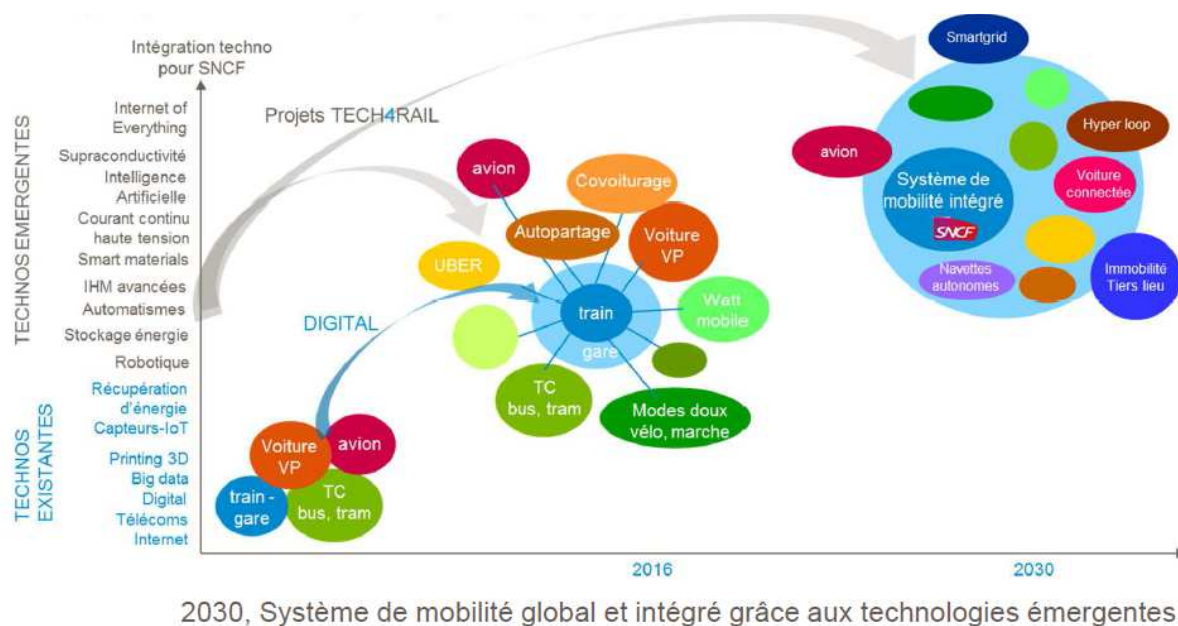 Intégration techno
pour SNCF
TECHNOS EMERGENTES
Internet of
Everything
Supraconductivité
Intelligence
Artificielle
Courant continu
haute tension
Smart materials
IHM avancées
Automatismes
Stockage énergie
Robotique
TECHNOS
EXISTANTES
Récupération
d'énergie
Capteurs-IoT
Printing 3D
Big data
Digital
Télécoms
Internet
Projets TECH4RAIL
DIGITAL
Voiture
VP
avion
train -
gare
TC
bus, tram
avion
Covoiturage
Autopartage
Voiture
VP
UBER
train
gare
Watt
mobile
TC
bus, tram
Modes doux
vélo, marche
Smartgrid
avion
Hyper loop
Système de
mobilité intégré
SNCF
Voiture
connectée
Navettes
autonomes
Immobilité
Tiers lieu
2016
2030
2030, Système de mobilité global et intégré grâce aux technologies émergentes